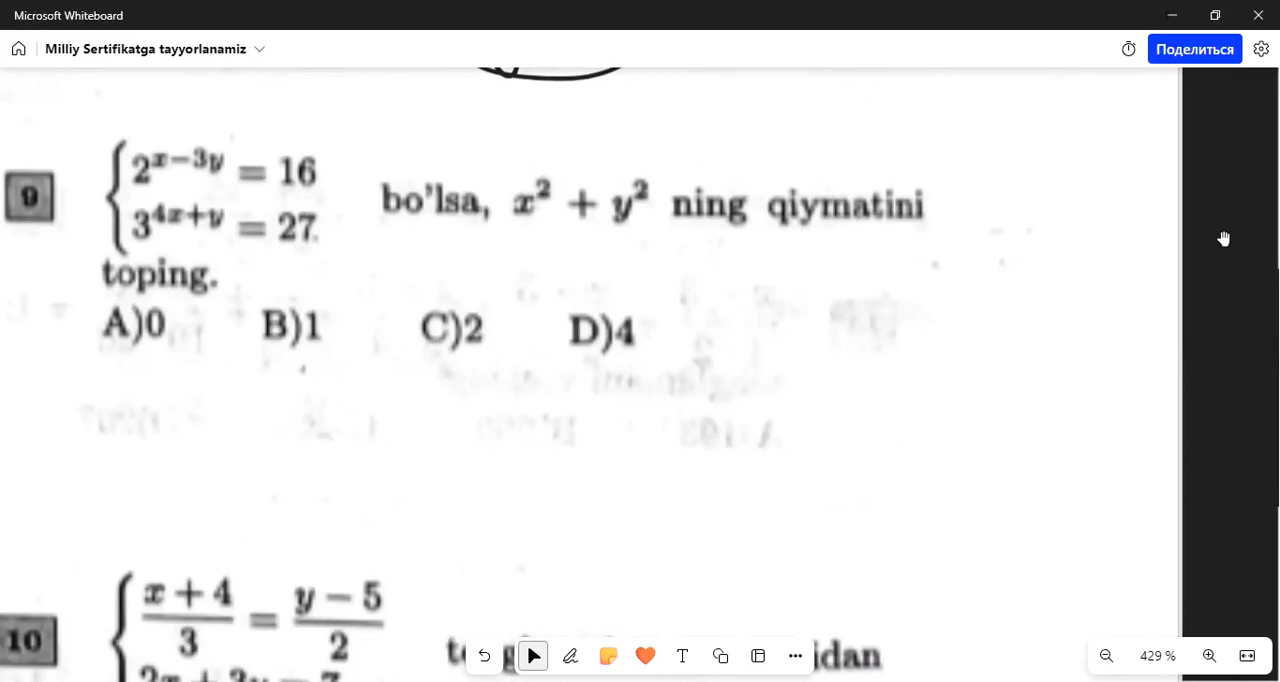 Microsoft Whiteboard
Milliy Sertifikatga tayyorlanamiz
Поделиться
9
2^{x-3y} = 16
3^{4x+y} = 27.
bo'lsa, x² + y² ning qiymatini
toping.
A)0 B)1 C)2 D)4
10
x + 4 / 3 = y − 5 / 2
idan
429 %